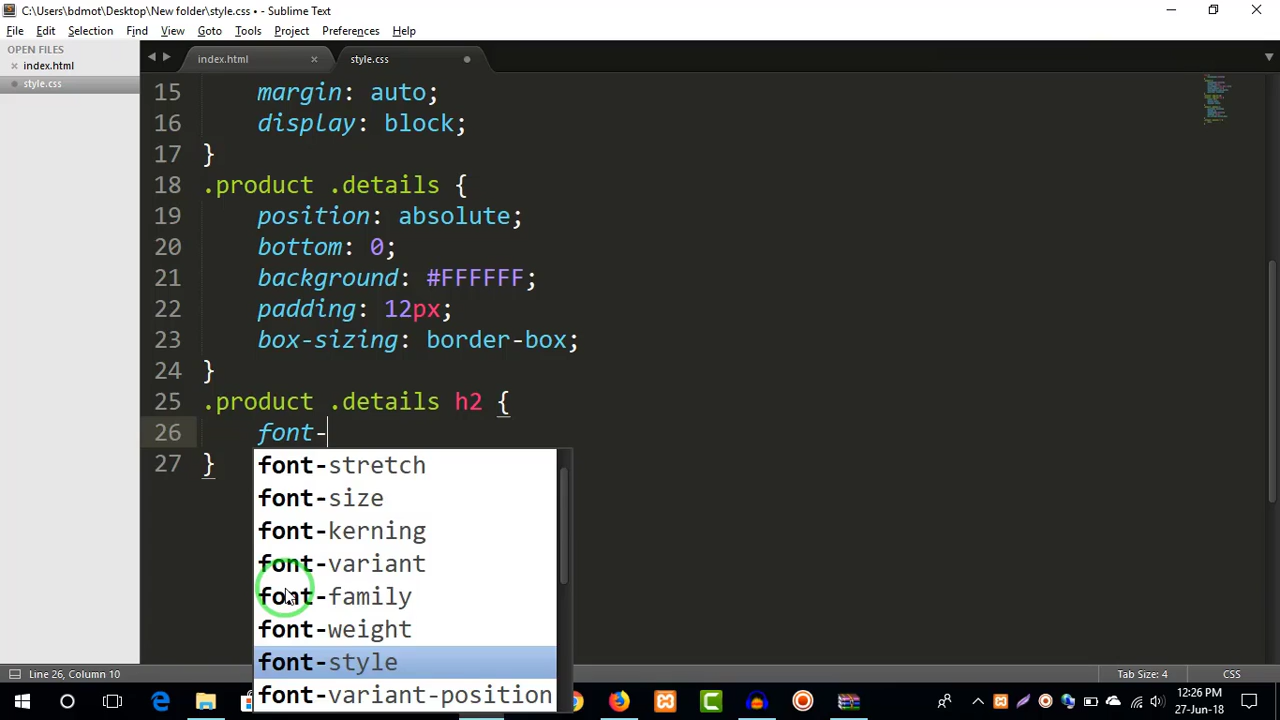 C:\Users\bdmot\Desktop\New folder\style.css • - Sublime Text
File Edit Selection Find View Goto Tools Project Preferences Help
OPEN FILES
index.html
style.css
index.html
style.css
15 margin: auto;
16 display: block;
17 }
18 .product .details {
19 position: absolute;
20 bottom: 0;
21 background: #FFFFFF;
22 padding: 12px;
23 box-sizing: border-box;
24 }
25 .product .details h2 {
26 font-
27 }
font-stretch
font-size
font-kerning
font-variant
font-family
font-weight
font-style
font-variant-position
Line 26, Column 10
Tab Size: 4
CSS
12:26 PM
27-Jun-18